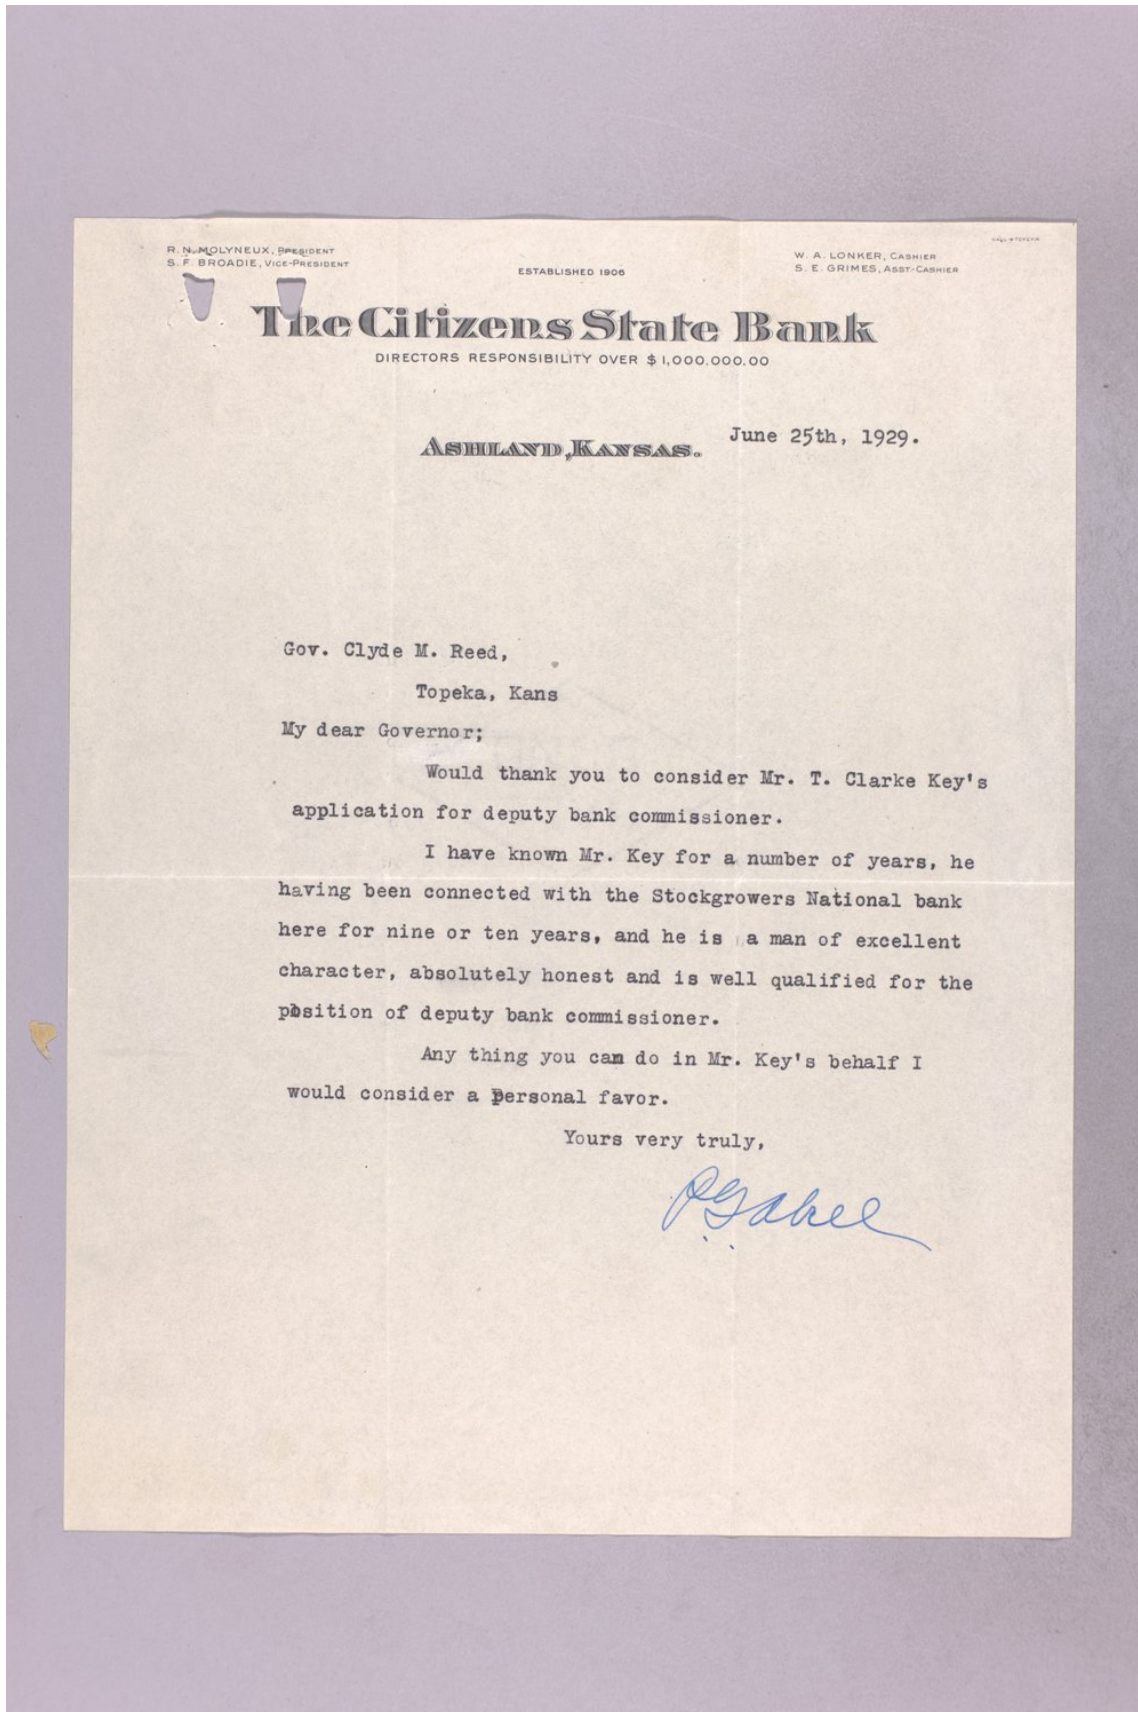 R. N. MOLYNEUX, PRESIDENT
S. F. BROADIE, VICE-PRESIDENT
ESTABLISHED 1906
W. A. LONKER, CASHIER
S. E. GRIMES, ASST-CASHIER
The Citizens State Bank
DIRECTORS RESPONSIBILITY OVER $1,000,000.00
ASHLAND, KANSAS.
June 25th, 1929.
Gov. Clyde M. Reed,
Topeka, Kans
My dear Governor;
Would thank you to consider Mr. T. Clarke Key's
application for deputy bank commissioner.
I have known Mr. Key for a number of years, he
having been connected with the Stockgrowers National bank
here for nine or ten years, and he is a man of excellent
character, absolutely honest and is well qualified for the
position of deputy bank commissioner.
Any thing you can do in Mr. Key's behalf I
would consider a personal favor.
Yours very truly,